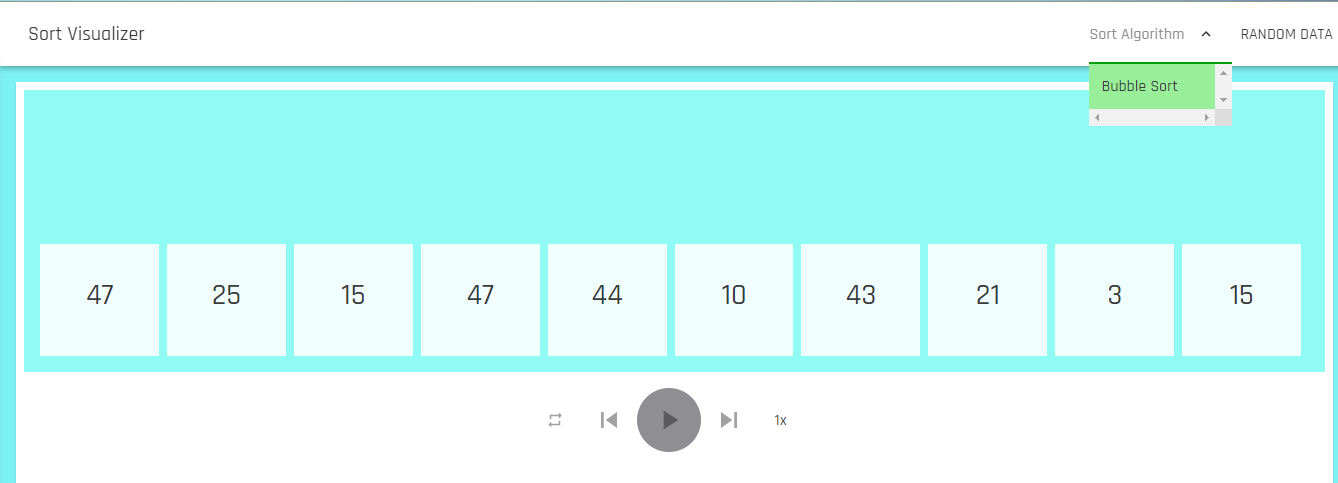 Sort Visualizer
Sort Algorithm
RANDOM DATA
Bubble Sort
47 25 15 47 44 10 43 21 3 15
1x